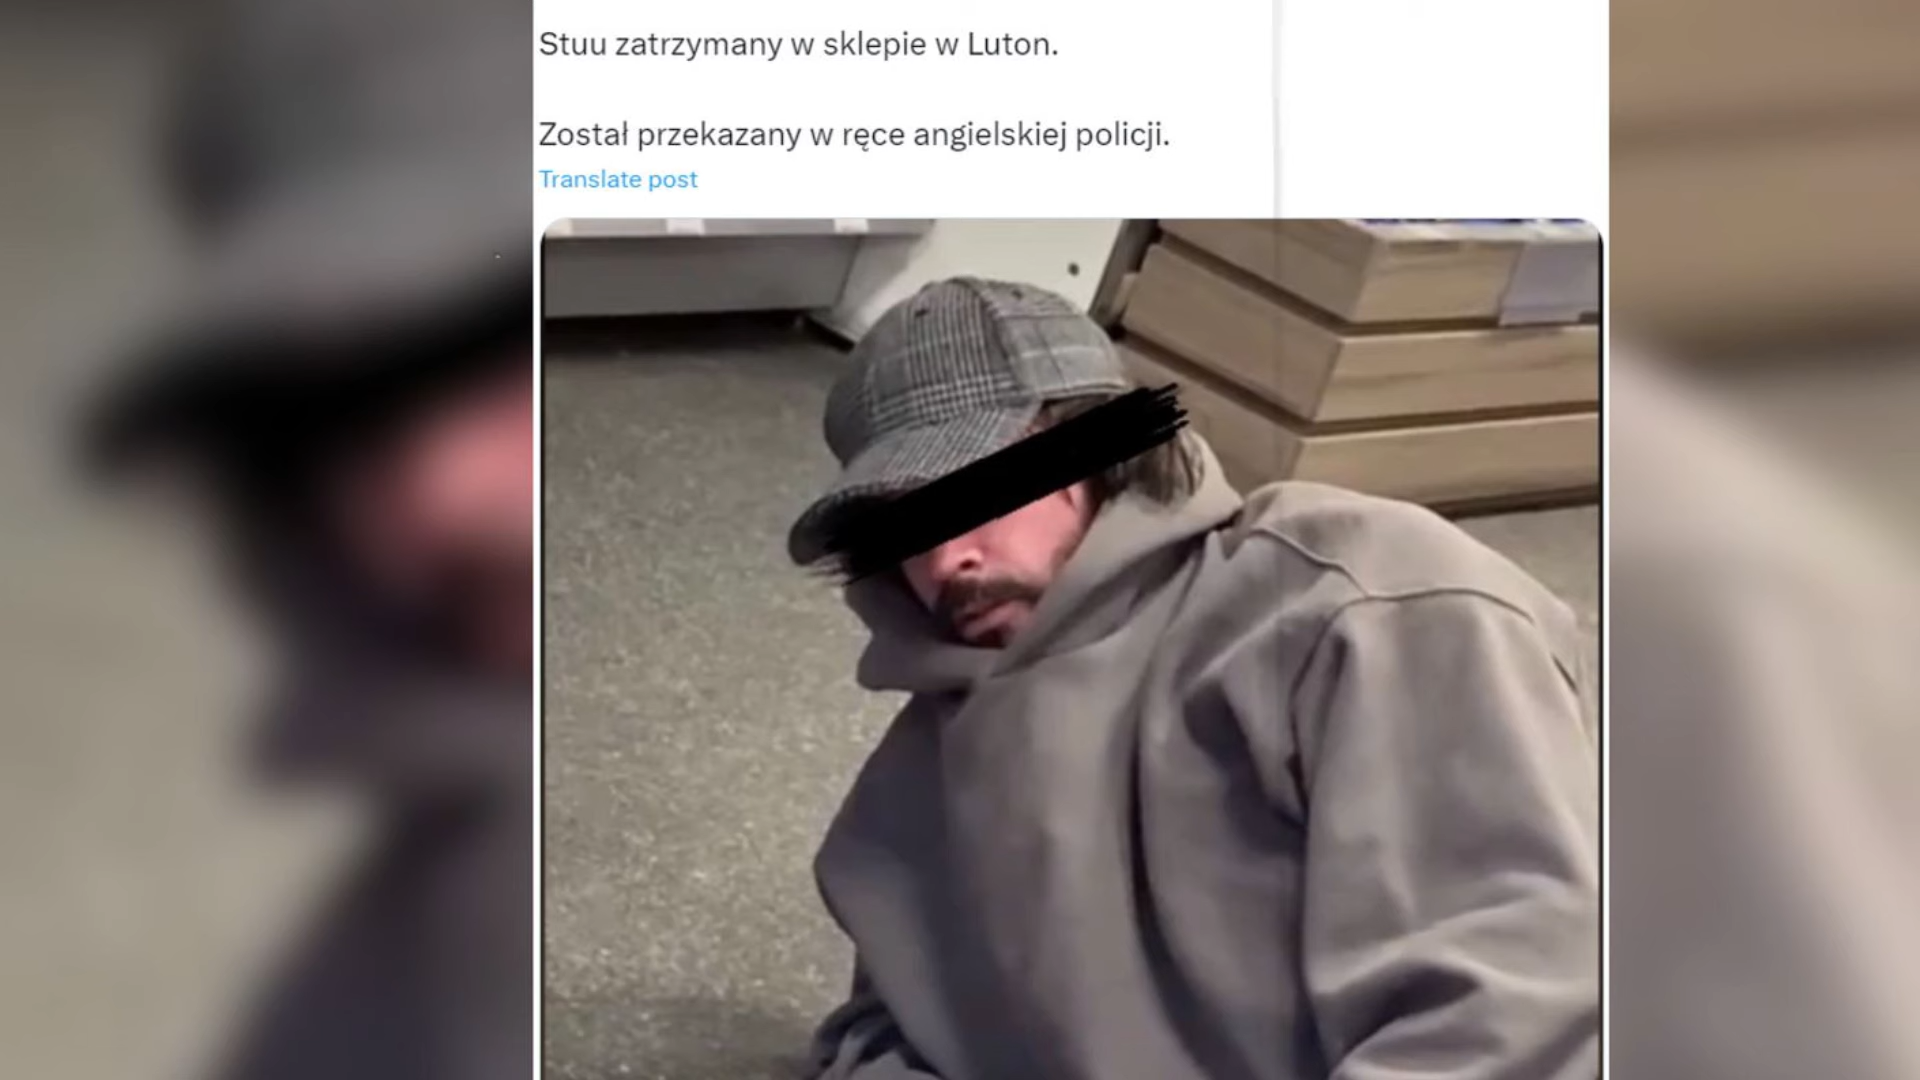 Stuu zatrzymany w sklepie w Luton.
Został przekazany w ręce angielskiej policji.
Translate post